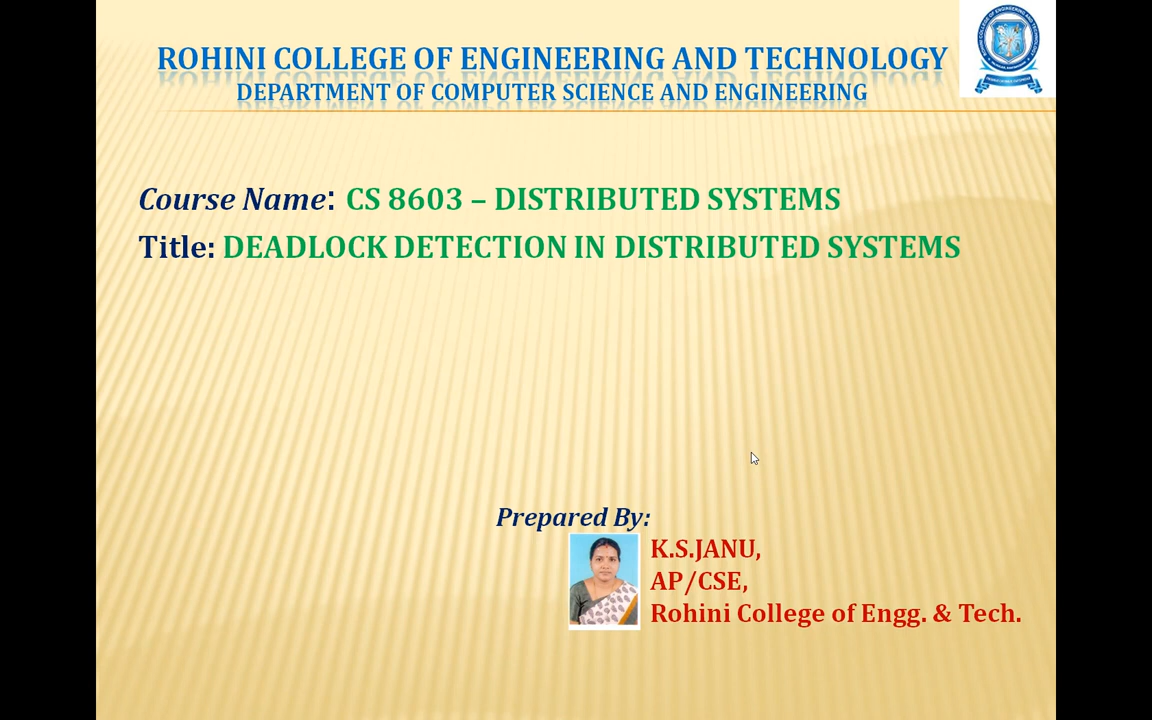 ROHINI COLLEGE OF ENGINEERING AND TECHNOLOGY
DEPARTMENT OF COMPUTER SCIENCE AND ENGINEERING
Course Name: CS 8603 – DISTRIBUTED SYSTEMS
Title: DEADLOCK DETECTION IN DISTRIBUTED SYSTEMS
Prepared By:
K.S.JANU,
AP/CSE,
Rohini College of Engg. & Tech.